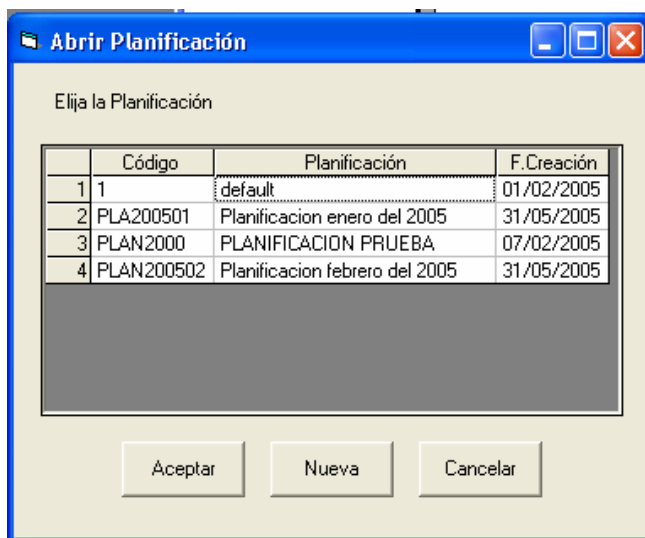 Abrir Planificación
Elija la Planificación
Código Planificación F.Creación
1 1 default 01/02/2005
2 PLA200501 Planificacion enero del 2005 31/05/2005
3 PLAN2000 PLANIFICACION PRUEBA 07/02/2005
4 PLAN200502 Planificacion febrero del 2005 31/05/2005
Aceptar Nueva Cancelar